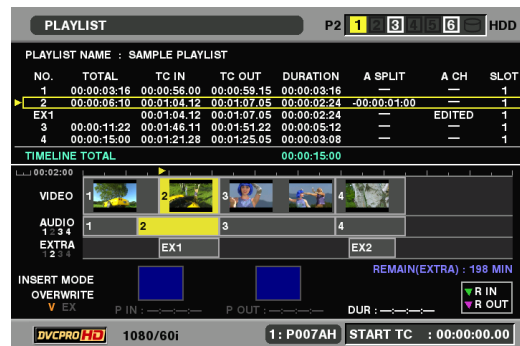 PLAYLIST P2 1 2 3 4 5 6 HDD
PLAYLIST NAME : SAMPLE PLAYLIST
NO. TOTAL TC IN TC OUT DURATION A SPLIT A CH SLOT
1 00:00:03:16 00:00:56.00 00:00:59.15 00:00:03:16 — — 1
2 00:00:06:10 00:01:04.12 00:01:07.05 00:00:02:24 -00:00:01:00 — 1
EX1 00:01:04.12 00:01:07.05 00:00:02:24 — EDITED 1
3 00:00:11:22 00:01:46.11 00:01:51.22 00:00:05:12 — — 1
4 00:00:15:00 00:01:21.28 00:01:25.05 00:00:03:08 — — 1
TIMELINE TOTAL 00:00:15:00
00:02:00
VIDEO 1 2 3 4
AUDIO 1 2 3 4
1 2 3 4
EXTRA EX1 EX2
1 2 3 4
REMAIN(EXTRA) : 198 MIN
INSERT MODE
OVERWRITE
V EX
P IN : --:--:--:-- P OUT : --:--:--:-- DUR : --:--:--:--
R IN
R OUT
DVCPRO HD 1080/60i 1: P007AH START TC : 00:00:00.00